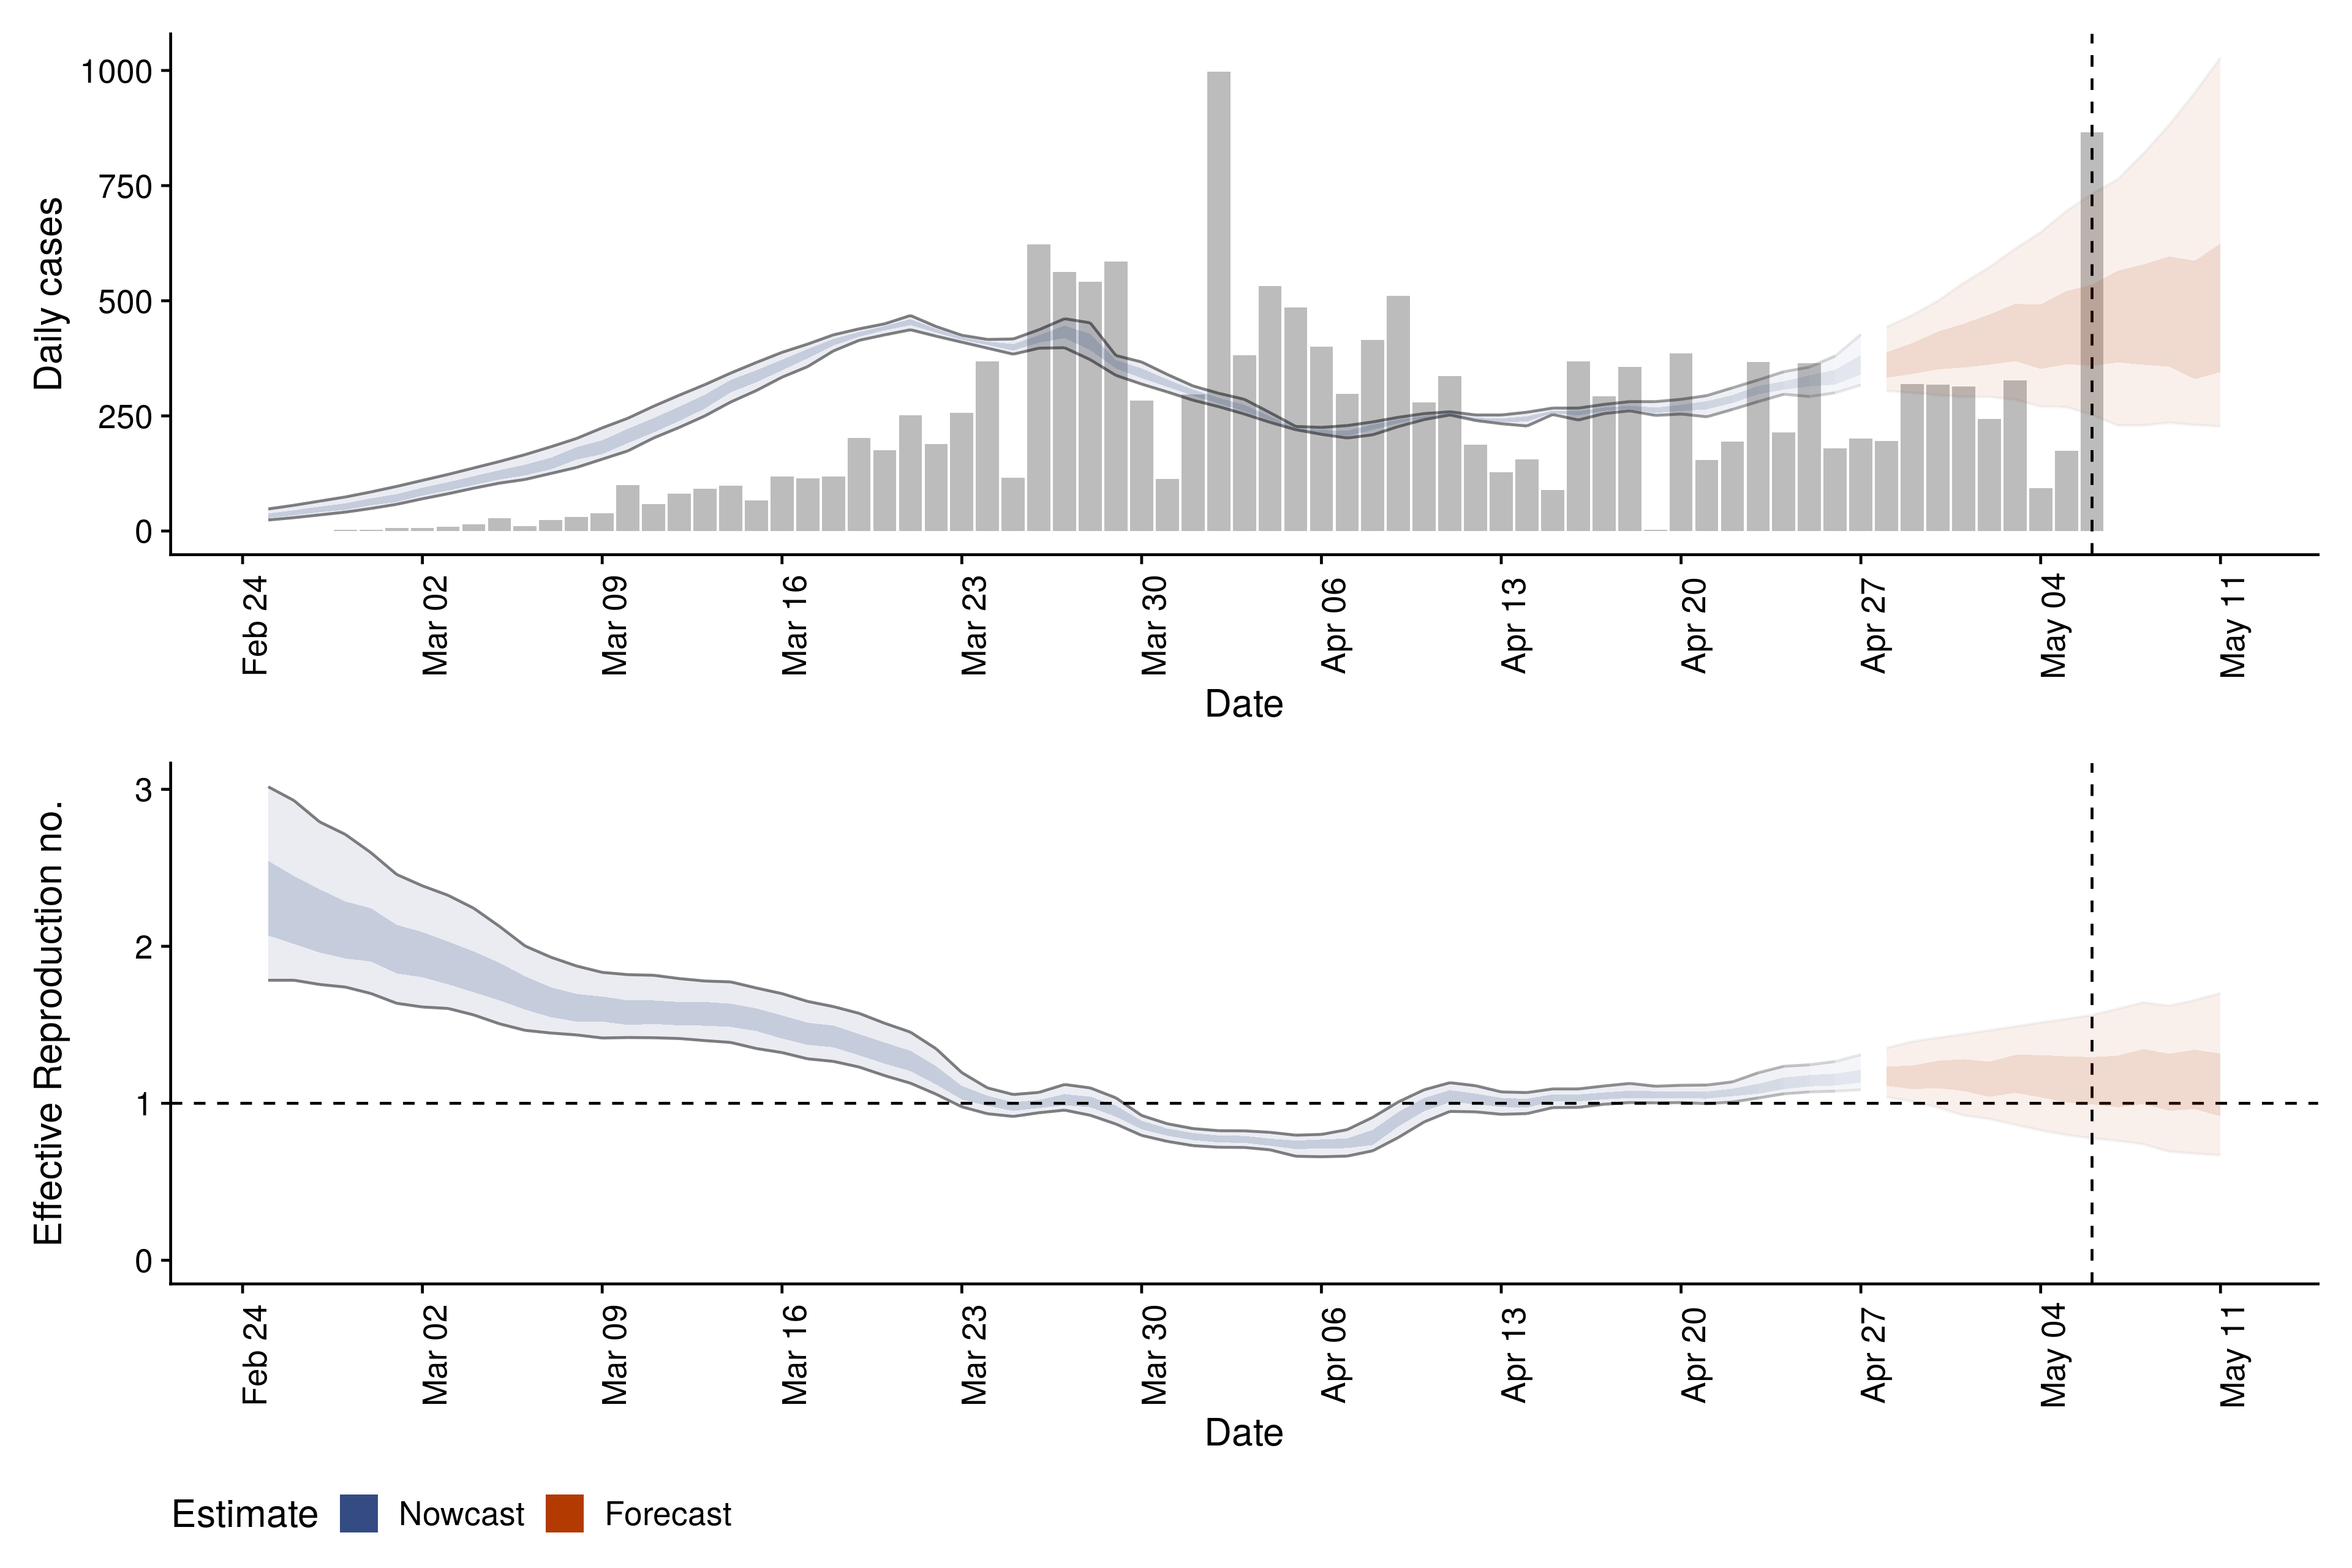 Daily cases
1000
750
500
250
0
Feb 24
Mar 02
Mar 09
Mar 16
Mar 23
Mar 30
Apr 06
Apr 13
Apr 20
Apr 27
May 04
May 11
Date
Effective Reproduction no.
3
2
1
0
Feb 24
Mar 02
Mar 09
Mar 16
Mar 23
Mar 30
Apr 06
Apr 13
Apr 20
Apr 27
May 04
May 11
Date
Estimate Nowcast Forecast